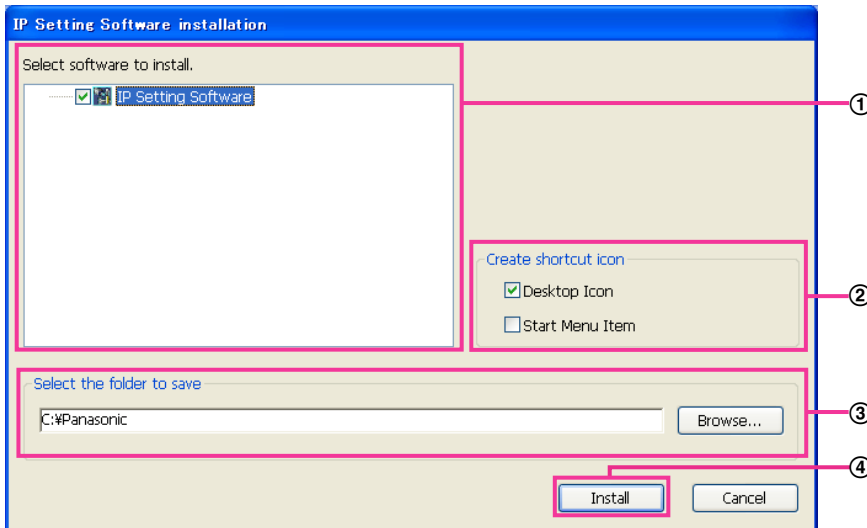 IP Setting Software installation
Select software to install.
IP Setting Software
①
Create shortcut icon
Desktop Icon
Start Menu Item
②
Select the folder to save
C:¥Panasonic
Browse...
③
④
Install
Cancel